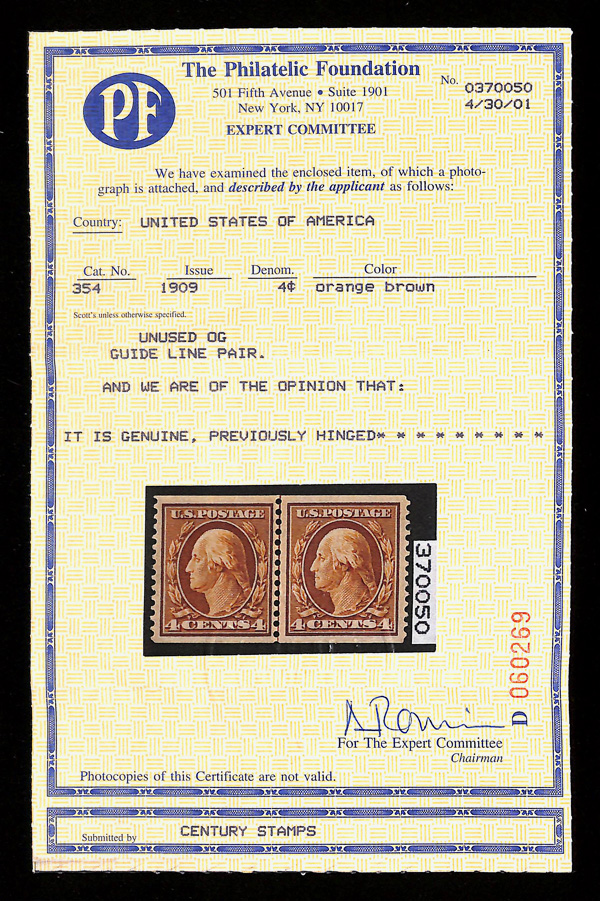 PF
The Philatelic Foundation
501 Fifth Avenue • Suite 1901
New York, NY 10017
EXPERT COMMITTEE
No. 0370050
4/30/01
We have examined the enclosed item, of which a photo-
graph is attached, and described by the applicant as follows:
Country: UNITED STATES OF AMERICA
Cat. No. Issue Denom. Color
354 1909 4¢ orange brown
Scott's unless otherwise specified.
UNUSED OG
GUIDE LINE PAIR.
AND WE ARE OF THE OPINION THAT:
IT IS GENUINE, PREVIOUSLY HINGED* * * * * * * * *
U.S.POSTAGE U.S.POSTAGE
4 CENTS 4 4 CENTS 4
370050
D 060269
For The Expert Committee
Chairman
Photocopies of this Certificate are not valid.
Submitted by CENTURY STAMPS